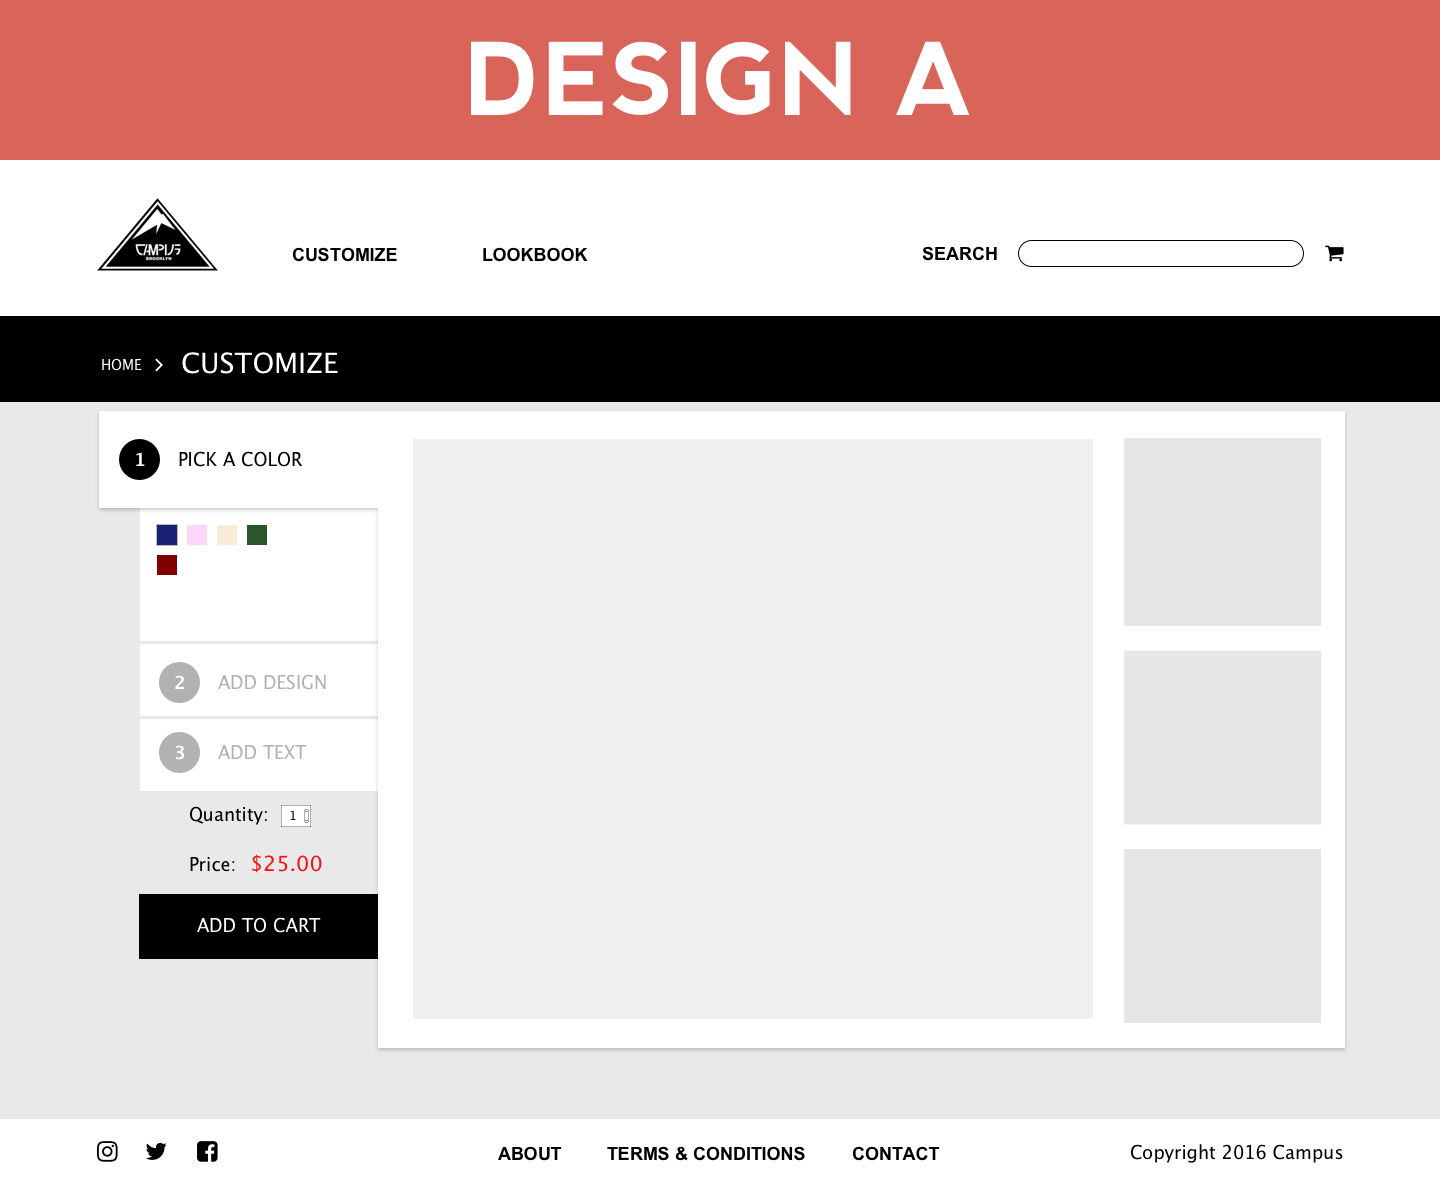 DESIGN A
CAMPUS
BROOKLYN
CUSTOMIZE
LOOKBOOK
SEARCH
HOME > CUSTOMIZE
1 PICK A COLOR
2 ADD DESIGN
3 ADD TEXT
Quantity: 1
Price: $25.00
ADD TO CART
ABOUT
TERMS & CONDITIONS
CONTACT
Copyright 2016 Campus